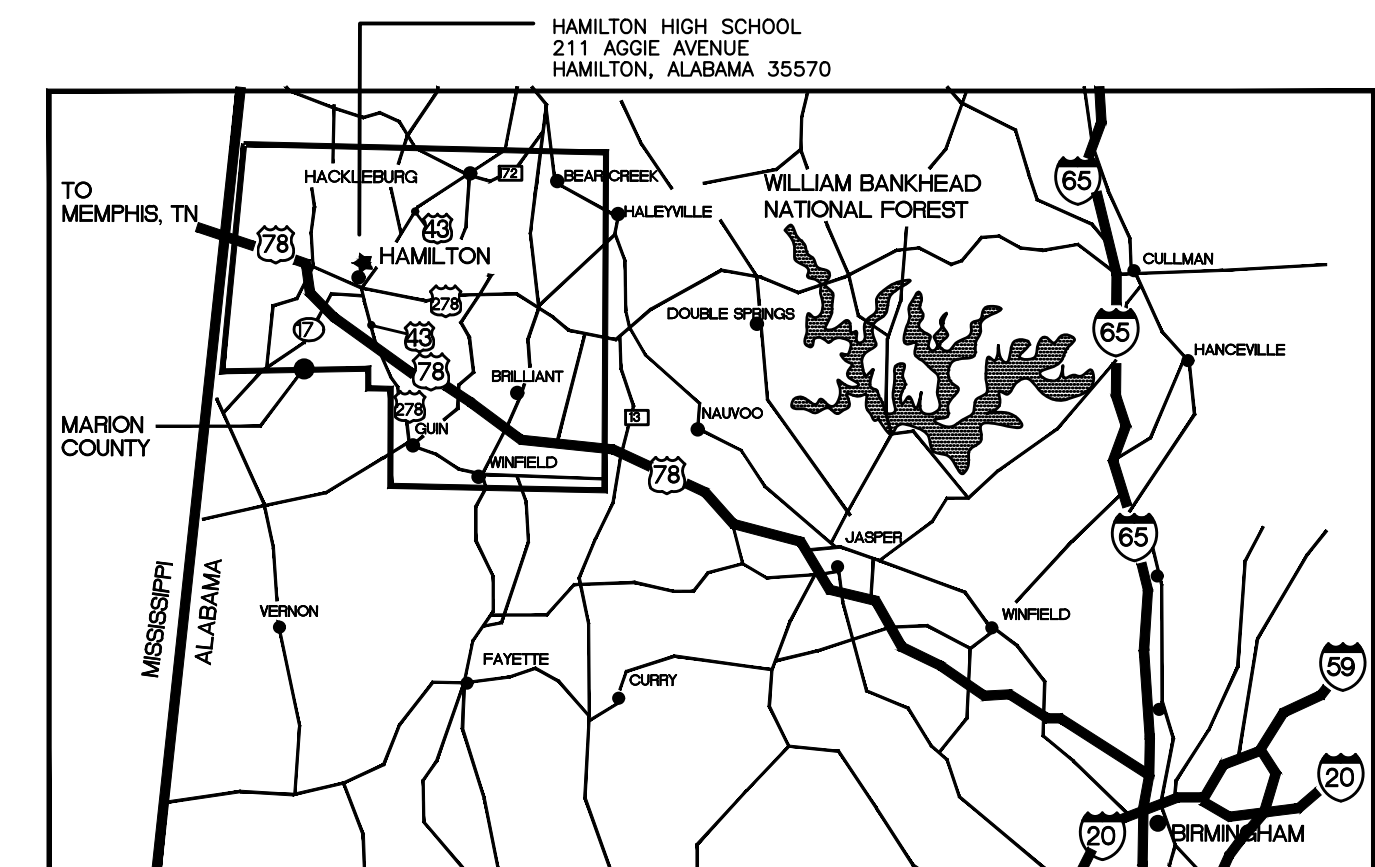 HAMILTON HIGH SCHOOL
211 AGGIE AVENUE
HAMILTON, ALABAMA 35570
TO
MEMPHIS, TN
HACKLEBURG
72
BEAR CREEK
65
WILLIAM BANKHEAD
NATIONAL FOREST
HALEYVILLE
43
78
HAMILTON
CULLMAN
278
DOUBLE SPRINGS
17
43
65
HANCEVILLE
78
BRILLIANT
278
NAUVOO
13
MARION
COUNTY
GUIN
WINFIELD
78
65
JASPER
MISSISSIPPI
ALABAMA
VERNON
WINFIELD
FAYETTE
CURRY
59
20
20
BIRMINGHAM